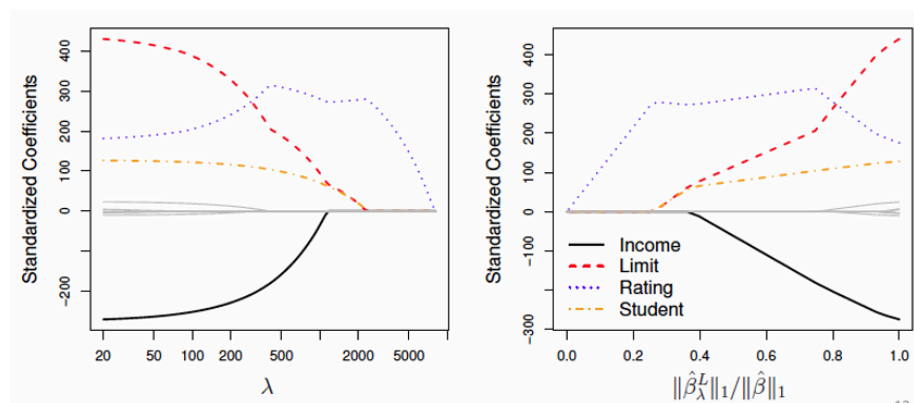 Standardized Coefficients
400
300
200
100
0
−200
20 50 100 200 500 2000 5000
λ
Standardized Coefficients
400
300
200
100
0
−100
−300
Income
Limit
Rating
Student
0.0 0.2 0.4 0.6 0.8 1.0
‖β̂λᴸ‖₁/‖β̂‖₁